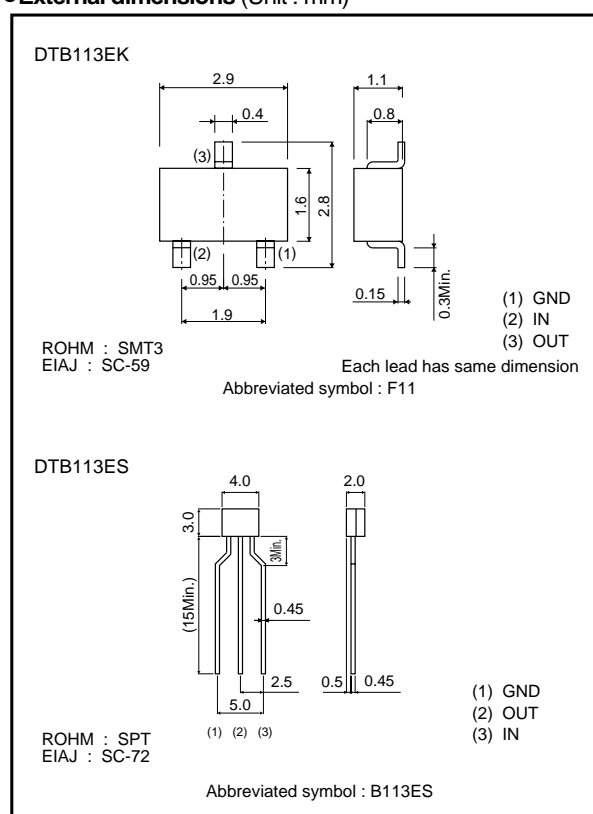 External dimensions (Unit : mm)
DTB113EK
2.9
1.1
0.4
0.8
(3)
1.6
2.8
(2)
(1)
0.95
0.95
0.15
0.3Min.
1.9
(1) GND
(2) IN
(3) OUT
ROHM : SMT3
EIAJ : SC-59
Each lead has same dimension
Abbreviated symbol : F11
DTB113ES
4.0
2.0
3.0
3Min.
(15Min.)
0.45
2.5
0.5
0.45
5.0
(1) (2) (3)
(1) GND
(2) OUT
(3) IN
ROHM : SPT
EIAJ : SC-72
Abbreviated symbol : B113ES